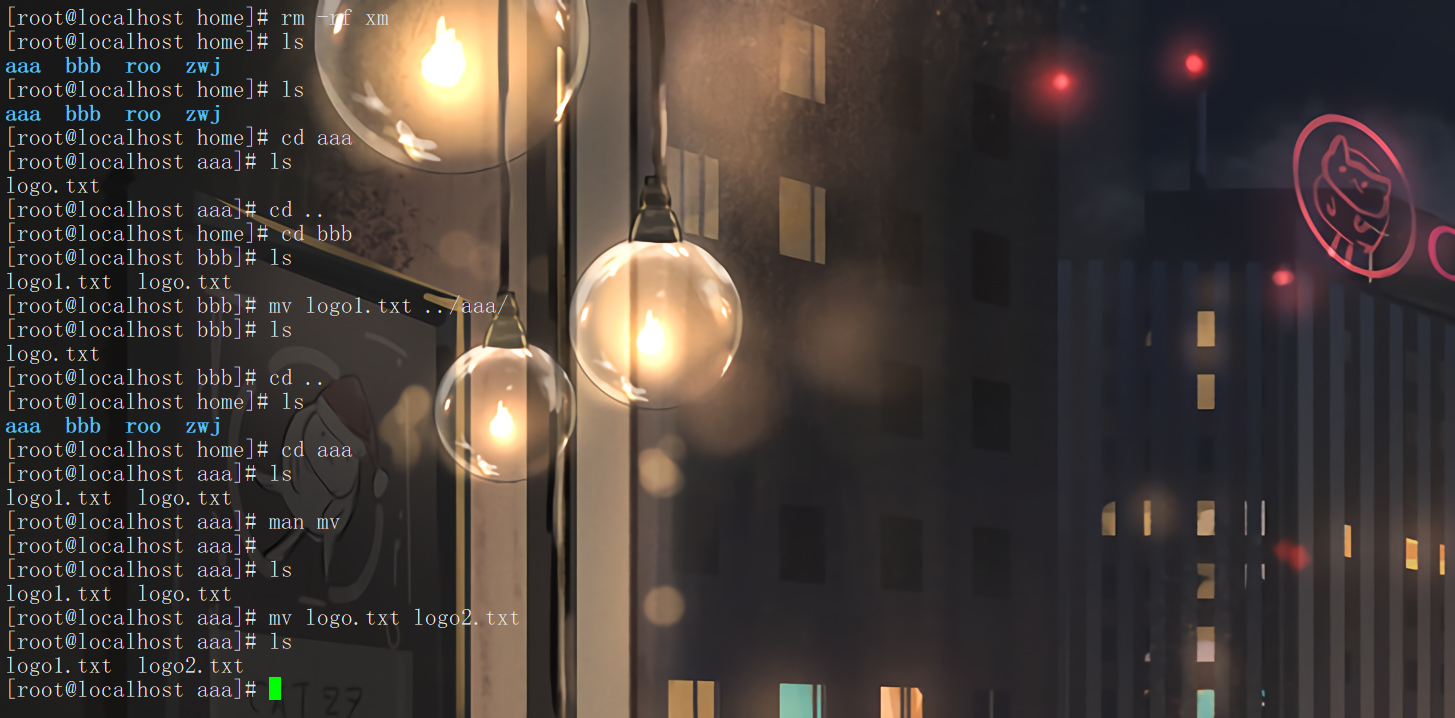 [root@localhost home]# rm -rf xm
[root@localhost home]# ls
aaa  bbb  roo  zwj
[root@localhost home]# ls
aaa  bbb  roo  zwj
[root@localhost home]# cd aaa
[root@localhost aaa]# ls
logo.txt
[root@localhost aaa]# cd ..
[root@localhost home]# cd bbb
[root@localhost bbb]# ls
logo1.txt  logo.txt
[root@localhost bbb]# mv logo1.txt ../aaa/
[root@localhost bbb]# ls
logo.txt
[root@localhost bbb]# cd ..
[root@localhost home]# ls
aaa  bbb  roo  zwj
[root@localhost home]# cd aaa
[root@localhost aaa]# ls
logo1.txt  logo.txt
[root@localhost aaa]# man mv
[root@localhost aaa]#
[root@localhost aaa]# ls
logo1.txt  logo.txt
[root@localhost aaa]# mv logo.txt logo2.txt
[root@localhost aaa]# ls
logo1.txt  logo2.txt
[root@localhost aaa]#